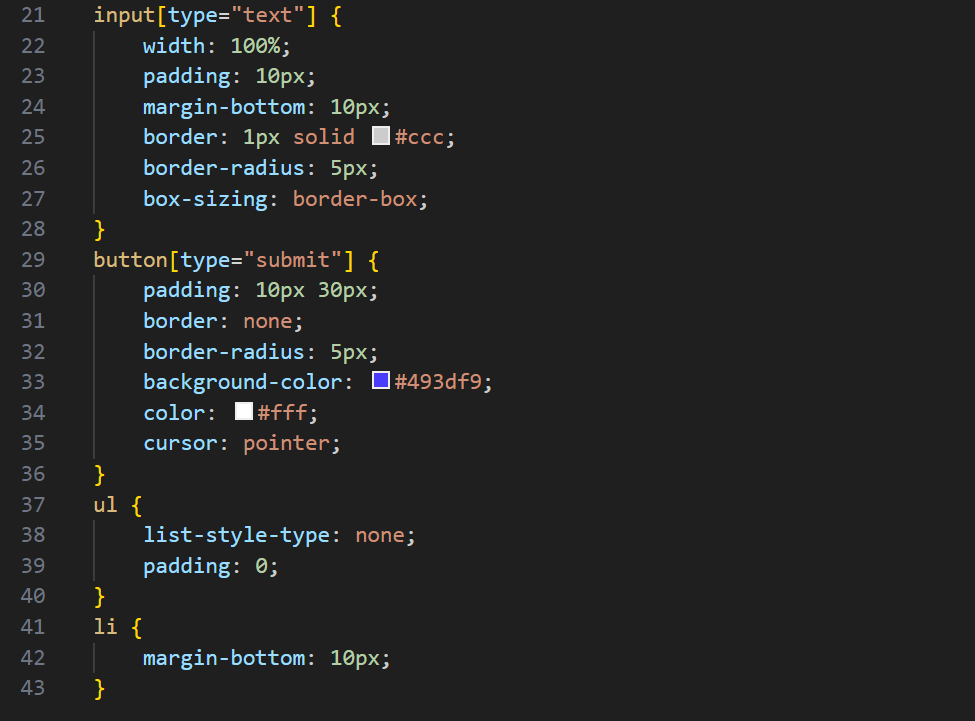 21 input[type="text"] {
22 width: 100%;
23 padding: 10px;
24 margin-bottom: 10px;
25 border: 1px solid #ccc;
26 border-radius: 5px;
27 box-sizing: border-box;
28 }
29 button[type="submit"] {
30 padding: 10px 30px;
31 border: none;
32 border-radius: 5px;
33 background-color: #493df9;
34 color: #fff;
35 cursor: pointer;
36 }
37 ul {
38 list-style-type: none;
39 padding: 0;
40 }
41 li {
42 margin-bottom: 10px;
43 }